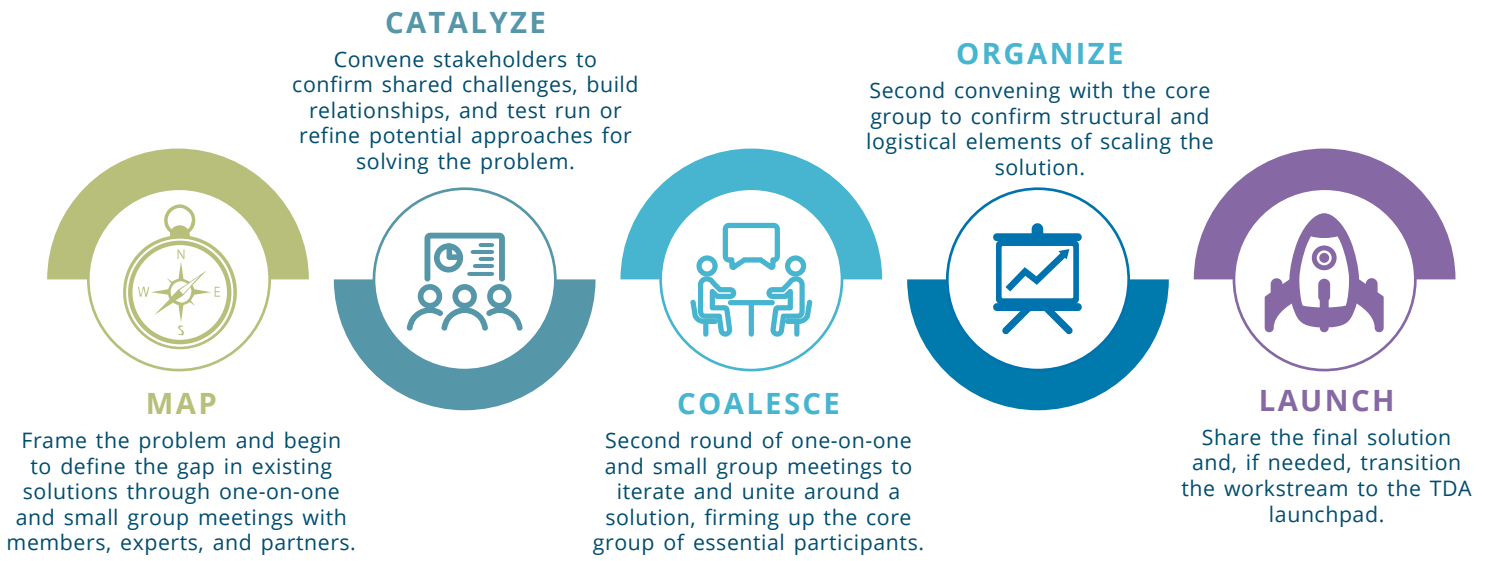 MAP
Frame the problem and begin
to define the gap in existing
solutions through one-on-one
and small group meetings with
members, experts, and partners.
CATALYZE
Convene stakeholders to
confirm shared challenges, build
relationships, and test run or
refine potential approaches for
solving the problem.
COALESCE
Second round of one-on-one
and small group meetings to
iterate and unite around a
solution, firming up the core
group of essential participants.
ORGANIZE
Second convening with the core
group to confirm structural and
logistical elements of scaling the
solution.
LAUNCH
Share the final solution
and, if needed, transition
the workstream to the TDA
launchpad.
N
W E
S